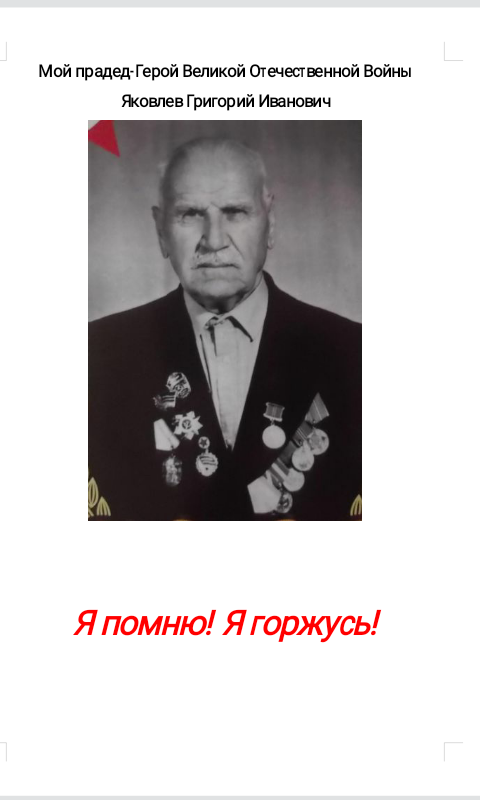 Мой прадед-Герой Великой Отечественной Войны
Яковлев Григорий Иванович
Я помню! Я горжусь!